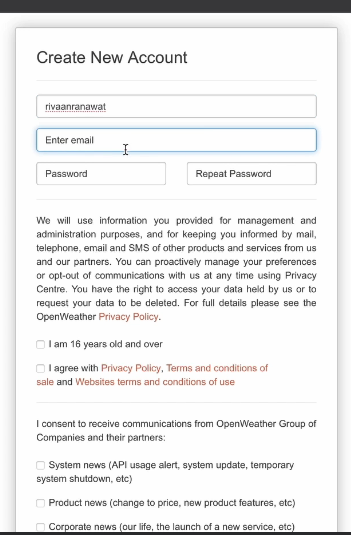 Create New Account
rivaanranawat
Enter email
Password
Repeat Password
We will use information you provided for management and
administration purposes, and for keeping you informed by mail,
telephone, email and SMS of other products and services from us
and our partners. You can proactively manage your preferences
or opt-out of communications with us at any time using Privacy
Centre. You have the right to access your data held by us or to
request your data to be deleted. For full details please see the
OpenWeather Privacy Policy.
I am 16 years old and over
I agree with Privacy Policy, Terms and conditions of
sale and Websites terms and conditions of use
I consent to receive communications from OpenWeather Group of
Companies and their partners:
System news (API usage alert, system update, temporary
system shutdown, etc)
Product news (change to price, new product features, etc)
Corporate news (our life, the launch of a new service, etc)